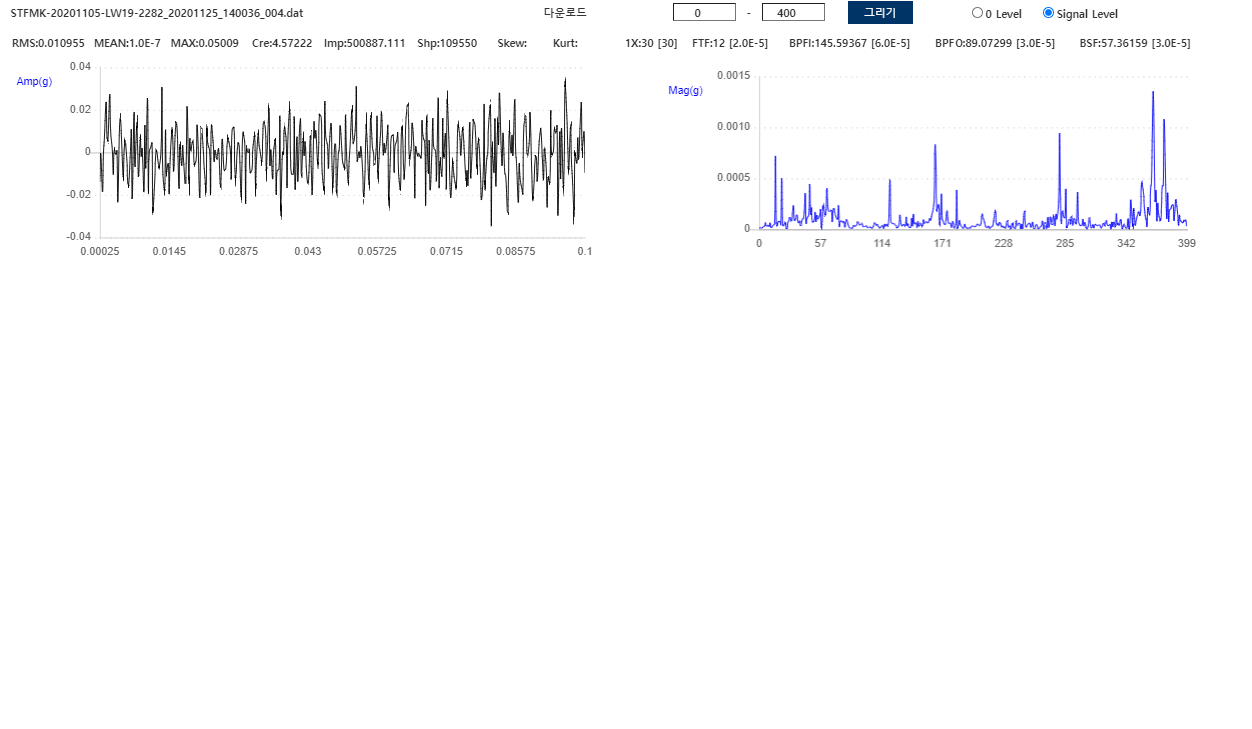 STFMK-20201105-LW19-2282_20201125_140036_004.dat 다운로드 0 - 400 그리기 0 Level Signal Level
RMS:0.010955 MEAN:1.0E-7 MAX:0.05009 Cre:4.57222 Imp:500887.111 Shp:109550 Skew: Kurt: 1X:30 [30] FTF:12 [2.0E-5] BPFI:145.59367 [6.0E-5] BPFO:89.07299 [3.0E-5] BSF:57.36159 [3.0E-5]
Amp(g)
0.04
0.02
0
-0.02
-0.04
0.00025 0.0145 0.02875 0.043 0.05725 0.0715 0.08575 0.1
Mag(g)
0.0015
0.0010
0.0005
0
0 57 114 171 228 285 342 399